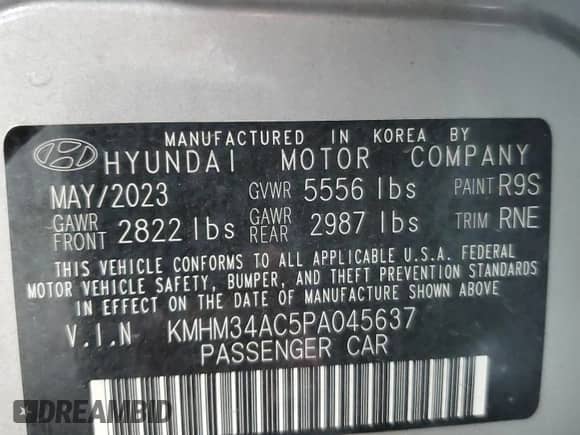 MANUFACTURED IN KOREA BY
HYUNDAI MOTOR COMPANY
MAY/2023 GVWR 5556 lbs PAINT R9S
GAWR FRONT 2822 lbs GAWR REAR 2987 lbs TRIM RNE
THIS VEHICLE CONFORMS TO ALL APPLICABLE U.S.A. FEDERAL
MOTOR VEHICLE SAFETY, BUMPER, AND THEFT PREVENTION STANDARDS
IN EFFECT ON THE DATE OF MANUFACTURE SHOWN ABOVE.
V.I.N KMHM34AC5PA045637
PASSENGER CAR
DREAMBID